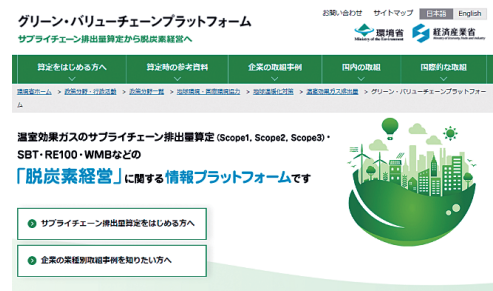 お問い合わせ サイトマップ 日本語 English
グリーン・バリューチェーンプラットフォーム
サプライチェーン排出量算定から脱炭素経営へ
環境省 経済産業省
Ministry of the Environment Ministry of Economy, Trade and Industry
算定をはじめる方へ 算定時の参考資料 企業の取組事例 国内の取組 国際的な取組
環境省ホーム > 政策分野・行政活動 > 政策分野一覧 > 地球環境・国際環境協力 > 地球温暖化対策 > 温室効果ガス排出量 > グリーン・バリューチェーンプラットフォー
ム
温室効果ガスのサプライチェーン排出量算定(Scope1, Scope2, Scope3)・
SBT・RE100・WMBなどの
「脱炭素経営」に関する情報プラットフォームです
サプライチェーン排出量算定をはじめる方へ
企業の業種別取組事例を知りたい方へ